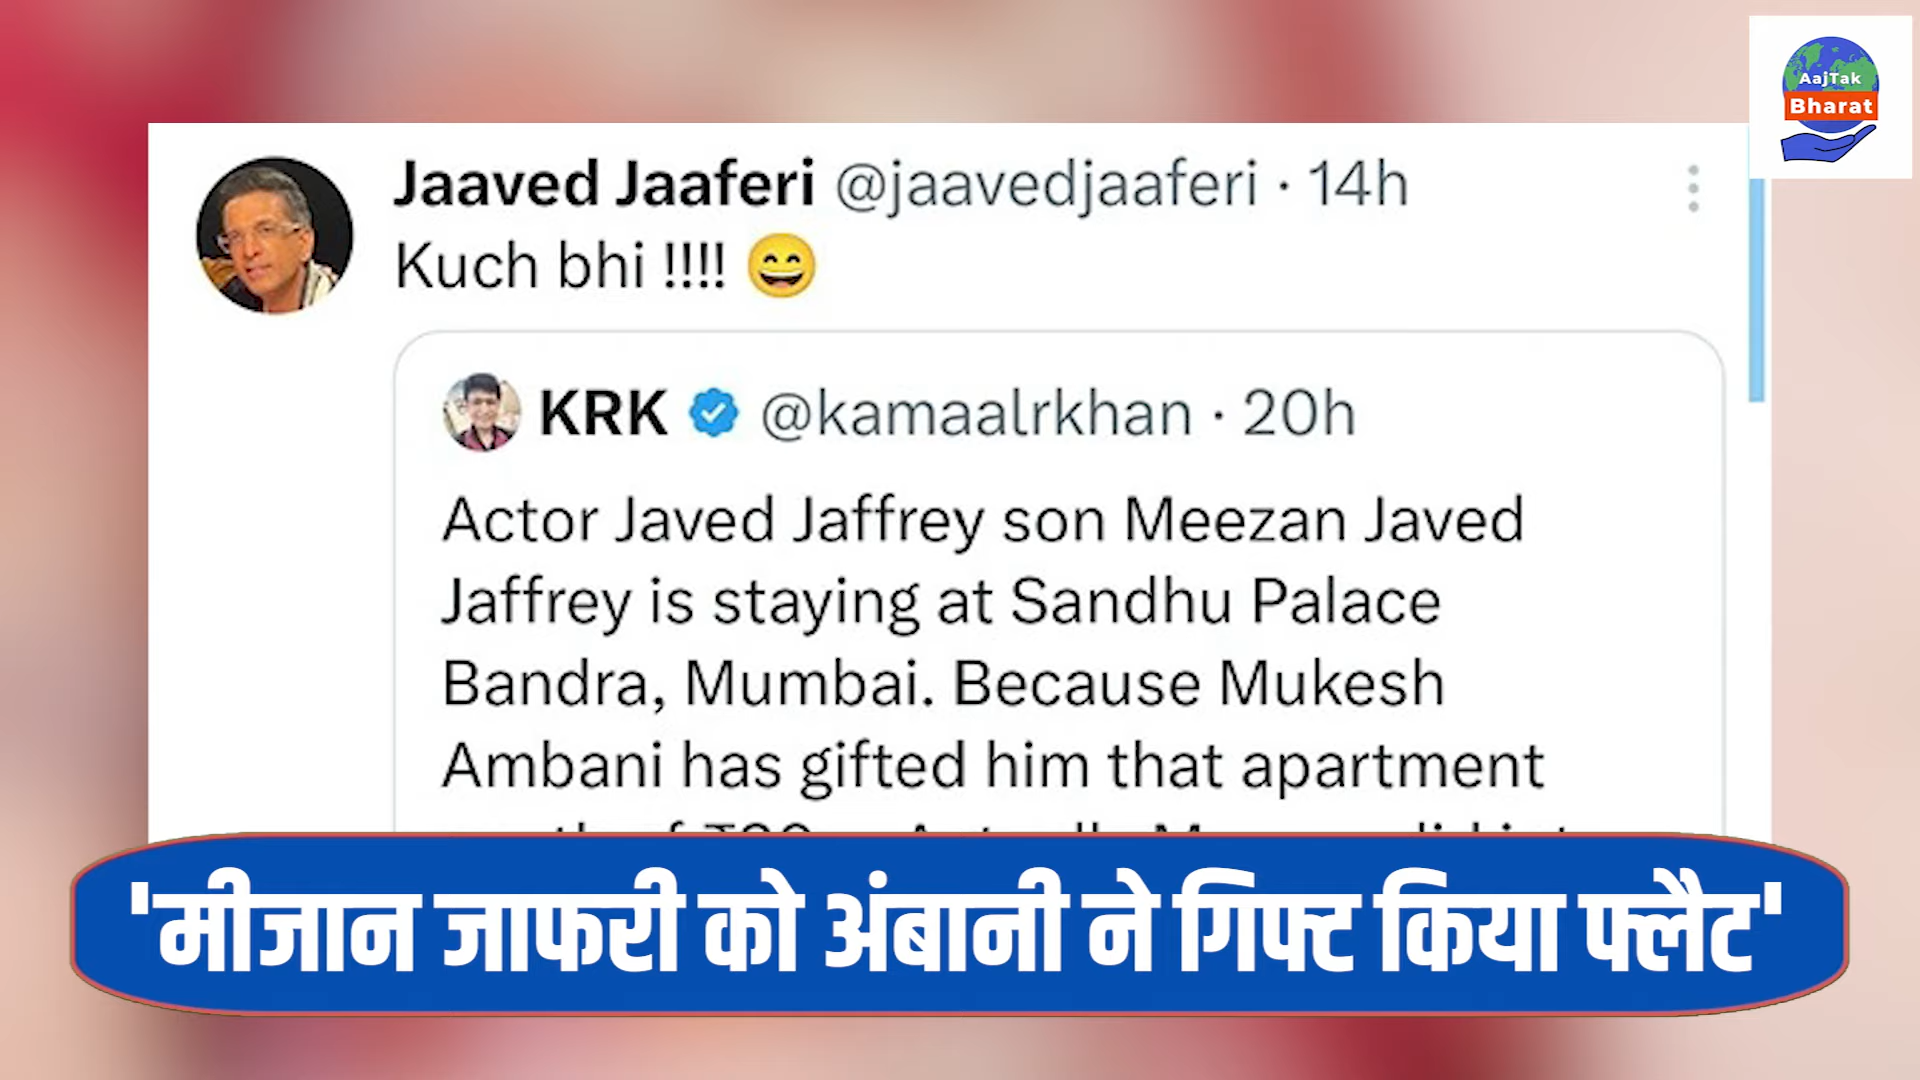 AajTak
Bharat
Jaaved Jaaferi @jaavedjaaferi · 14h
Kuch bhi !!!! 😄
KRK @kamaalrkhan · 20h
Actor Javed Jaffrey son Meezan Javed
Jaffrey is staying at Sandhu Palace
Bandra, Mumbai. Because Mukesh
Ambani has gifted him that apartment
'मीजान जाफरी को अंबानी ने गिफ्ट किया फ्लैट'